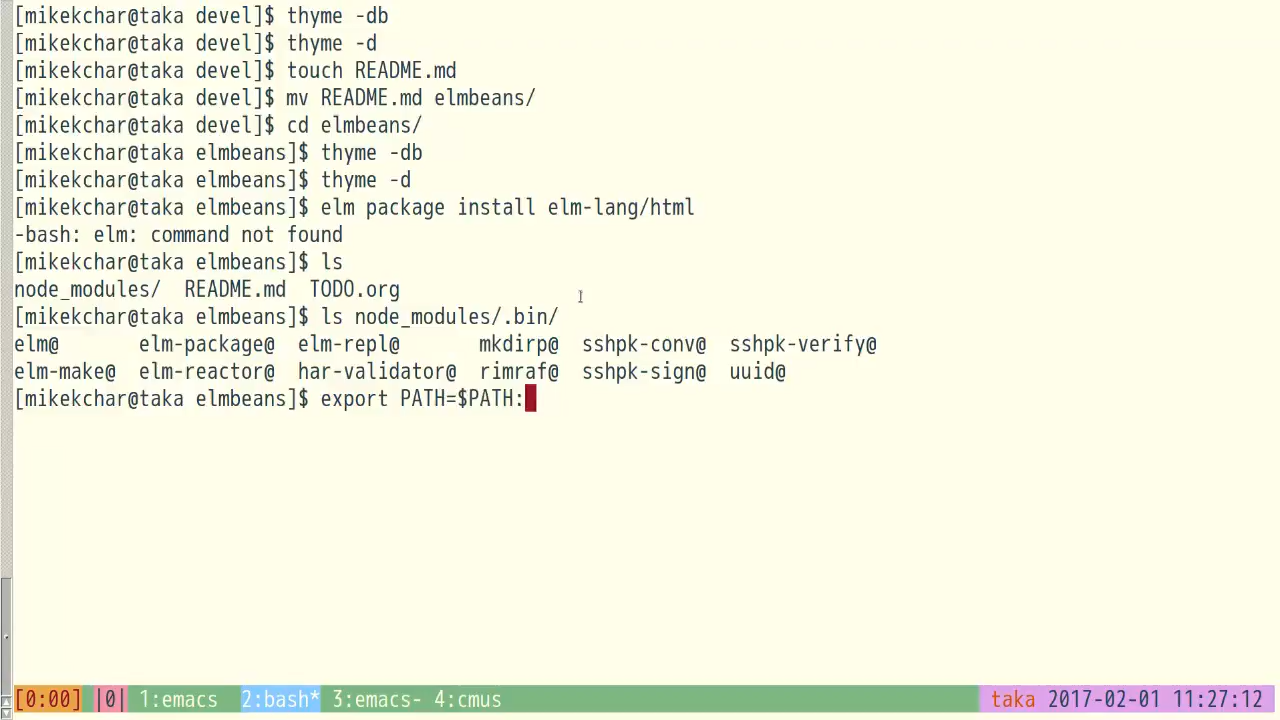 [mikekchar@taka devel]$ thyme -db
[mikekchar@taka devel]$ thyme -d
[mikekchar@taka devel]$ touch README.md
[mikekchar@taka devel]$ mv README.md elmbeans/
[mikekchar@taka devel]$ cd elmbeans/
[mikekchar@taka elmbeans]$ thyme -db
[mikekchar@taka elmbeans]$ thyme -d
[mikekchar@taka elmbeans]$ elm package install elm-lang/html
-bash: elm: command not found
[mikekchar@taka elmbeans]$ ls
node_modules/  README.md  TODO.org
[mikekchar@taka elmbeans]$ ls node_modules/.bin/
elm@       elm-package@  elm-repl@       mkdirp@  sshpk-conv@  sshpk-verify@
elm-make@  elm-reactor@  har-validator@  rimraf@  sshpk-sign@  uuid@
[mikekchar@taka elmbeans]$ export PATH=$PATH:
[0:00] |0| 1:emacs  2:bash* 3:emacs- 4:cmus taka 2017-02-01 11:27:12